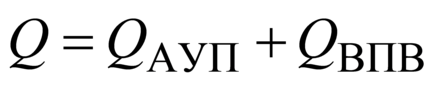 Q = Q_АУП + Q_ВПВ